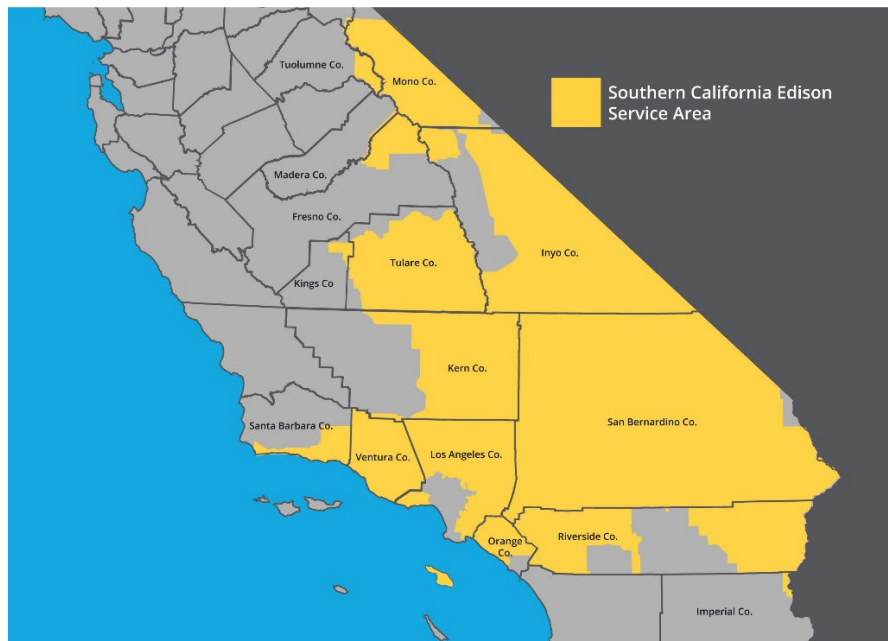 Tuolumne Co.
Mono Co.
Southern California Edison
Service Area
Madera Co.
Fresno Co.
Inyo Co.
Tulare Co.
Kings Co
Kern Co.
San Bernardino Co.
Santa Barbara Co.
Ventura Co.
Los Angeles Co.
Riverside Co.
Orange
Co.
Imperial Co.